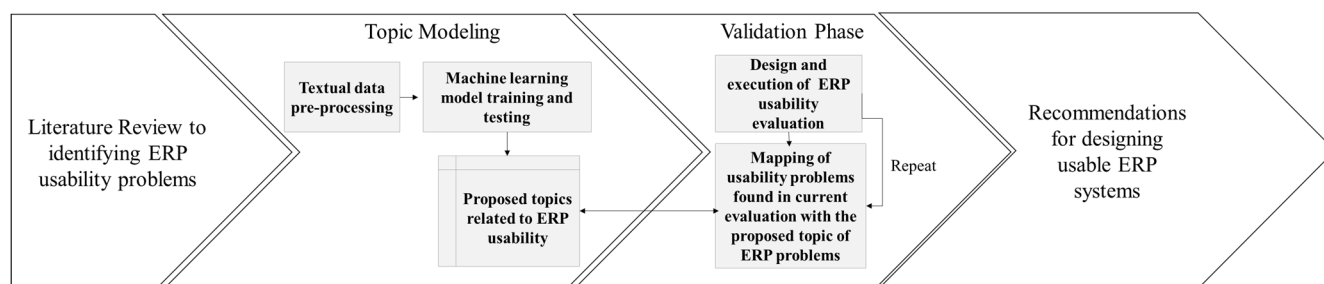 Literature Review to
identifying ERP
usability problems
Topic Modeling
Textual data
pre-processing
Machine learning
model training and
testing
Proposed topics
related to ERP
usability
Validation Phase
Design and
execution of ERP
usability
evaluation
Repeat
Mapping of
usability problems
found in current
evaluation with the
proposed topic of
ERP problems
Recommendations
for designing
usable ERP
systems